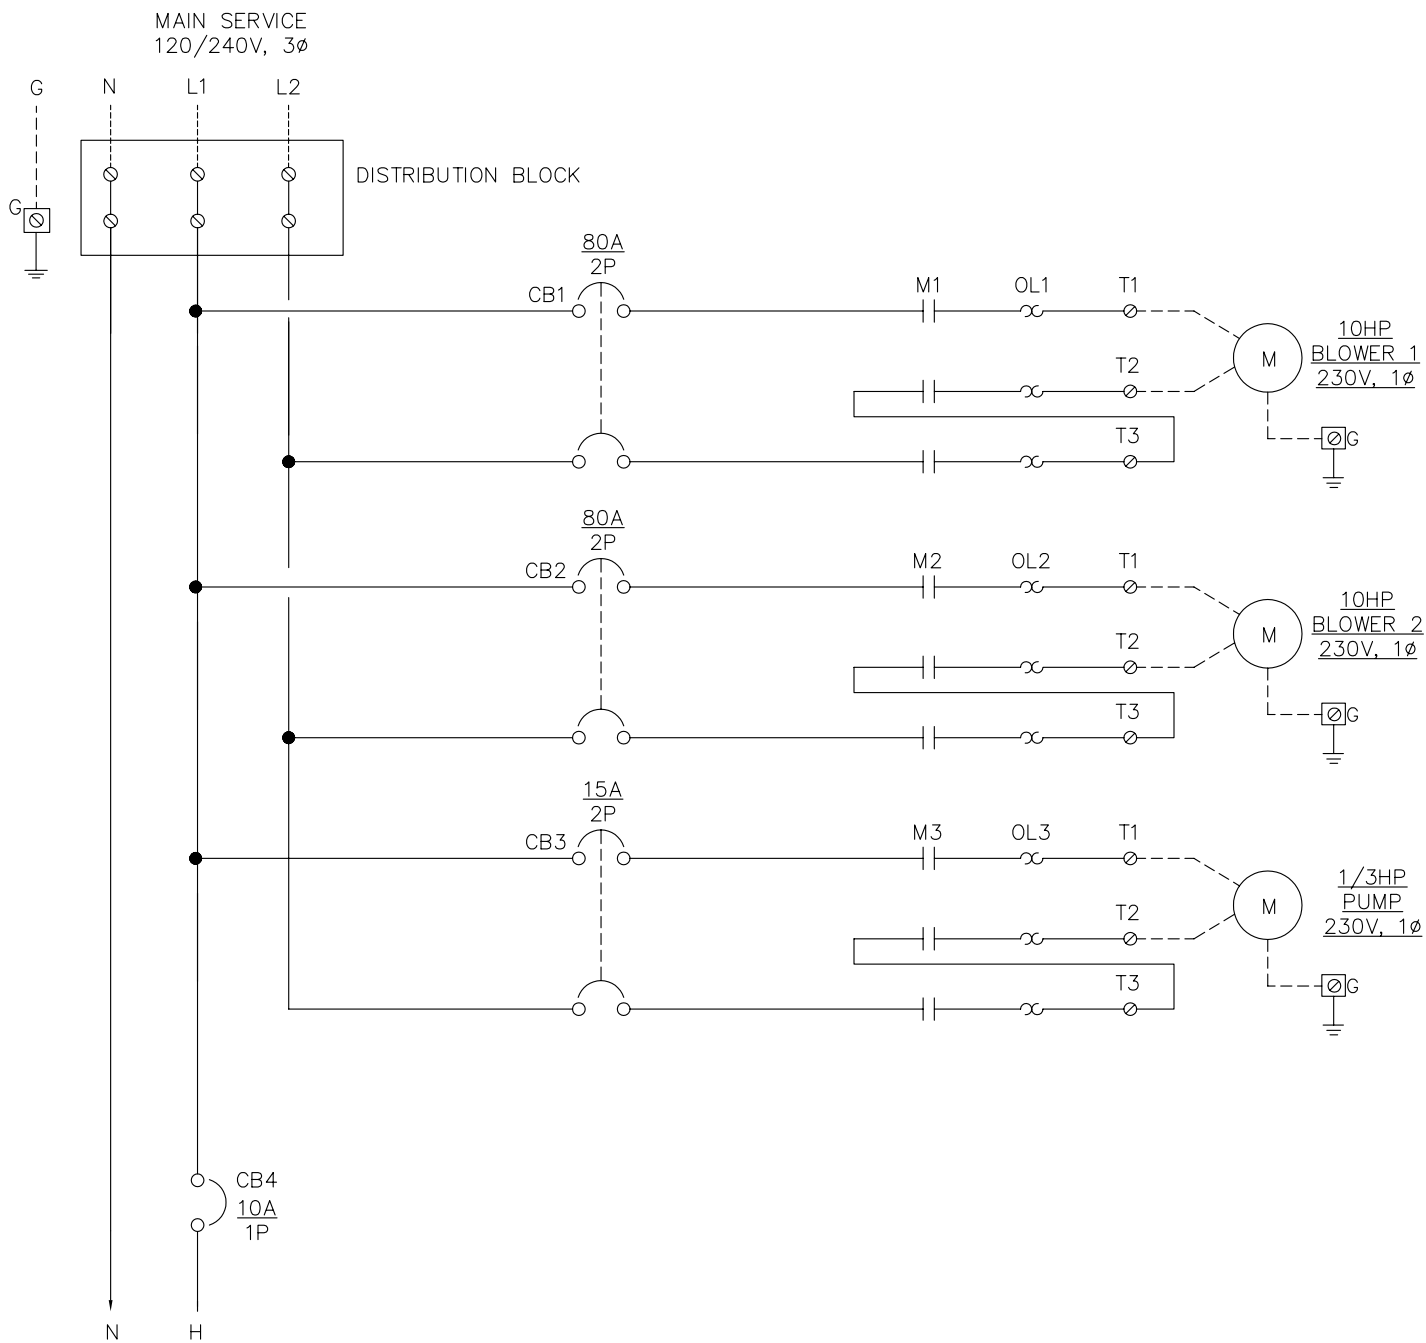 MAIN SERVICE
120/240V, 3ø
G
N
L1
L2
DISTRIBUTION BLOCK
G
80A
2P
CB1
M1
OL1
T1
T2
T3
M
10HP
BLOWER 1
230V, 1ø
G
80A
2P
CB2
M2
OL2
T1
T2
T3
M
10HP
BLOWER 2
230V, 1ø
G
15A
2P
CB3
M3
OL3
T1
T2
T3
M
1/3HP
PUMP
230V, 1ø
G
CB4
10A
1P
N
H